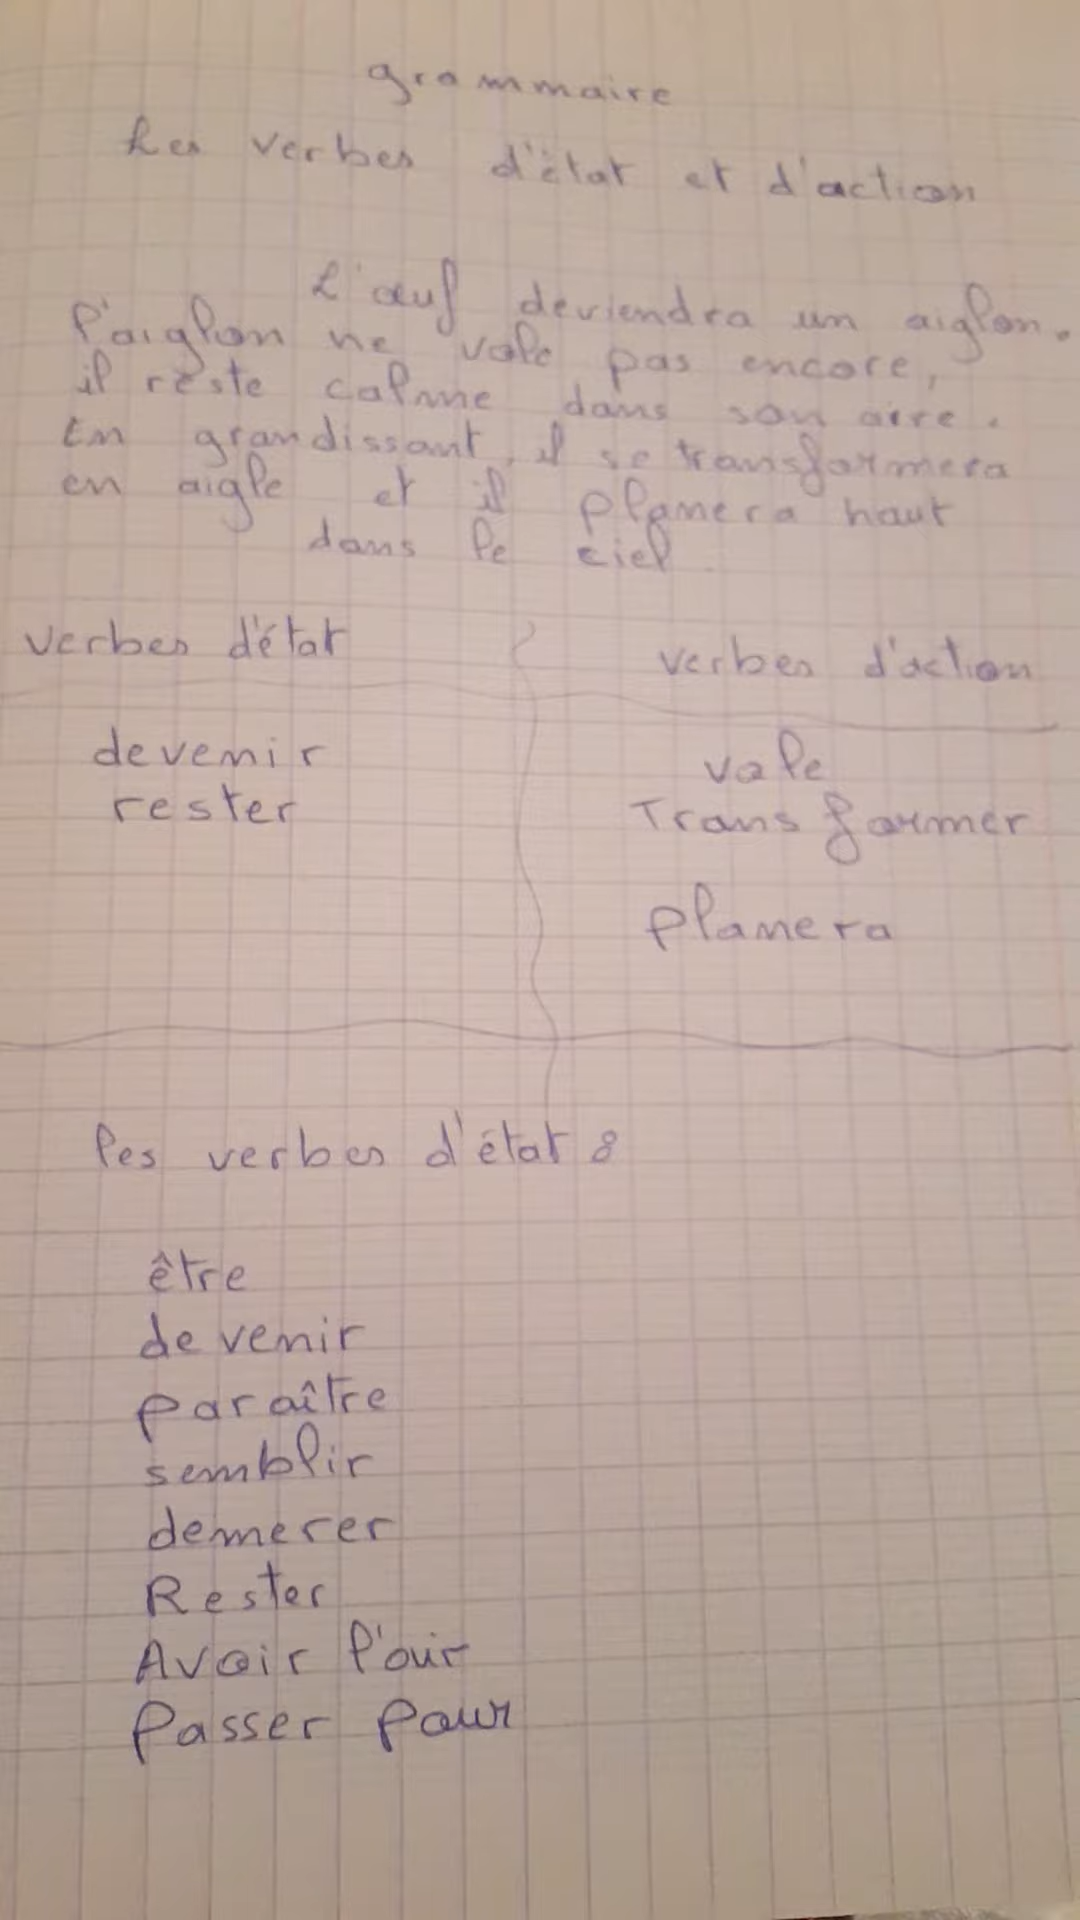 grammaire
Les verbes d'état et d'action
L'œuf deviendra un aiglon.
l'aiglon ne vole pas encore,
il reste calme dans son aire.
En grandissant, il se transformera
en aigle et il planera haut
dans le ciel
verbes d'état
verbes d'action
devenir
vole
rester
Transformer
planera
les verbes d'état :
être
devenir
paraître
semblir
demerer
Rester
Avoir l'air
Passer pour